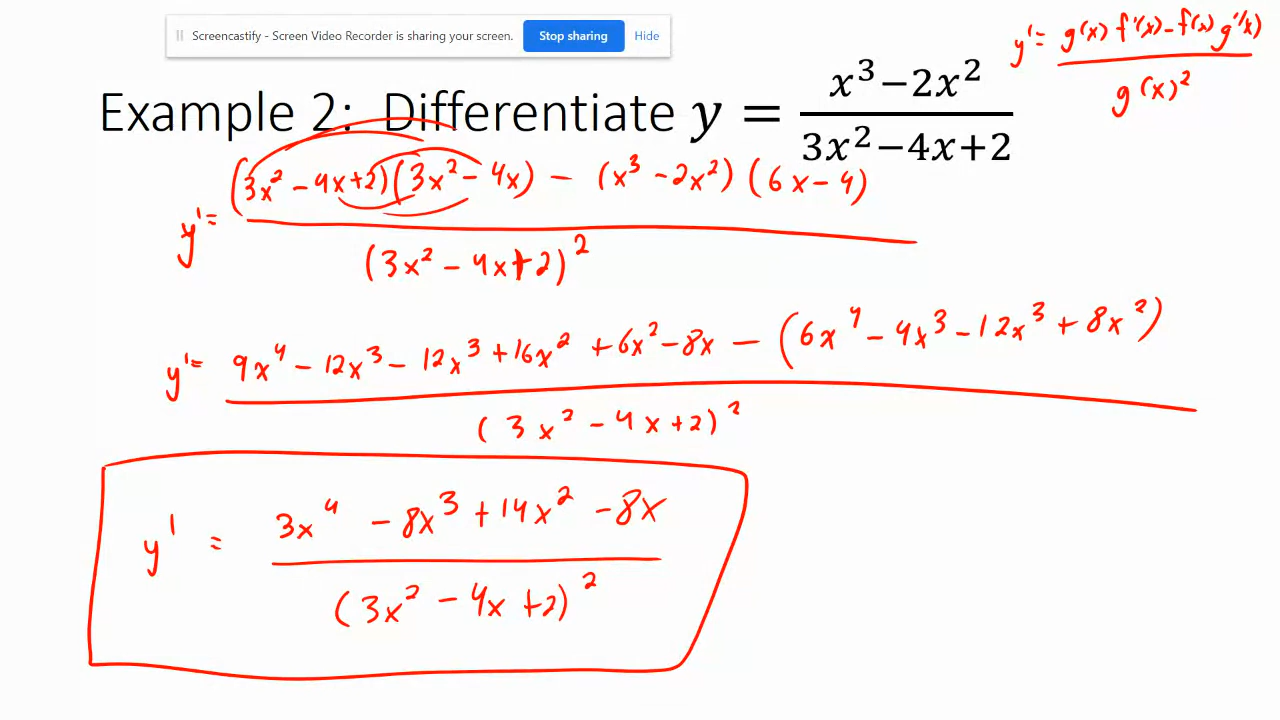 Screencastify - Screen Video Recorder is sharing your screen. Stop sharing Hide
y' = g(x) f'(x) - f(x) g'(x) / g(x)²
Example 2: Differentiate y = x³−2x² / 3x²−4x+2
y' = (3x² - 4x+2)(3x² - 4x) - (x³ - 2x²)(6x - 4) / (3x² - 4x+2)²
y' = 9x⁴ - 12x³ - 12x³ + 16x² + 6x² - 8x - (6x⁴ - 4x³ - 12x³ + 8x²) / (3x² - 4x+2)²
y' = 3x⁴ - 8x³ + 14x² - 8x / (3x² - 4x+2)²